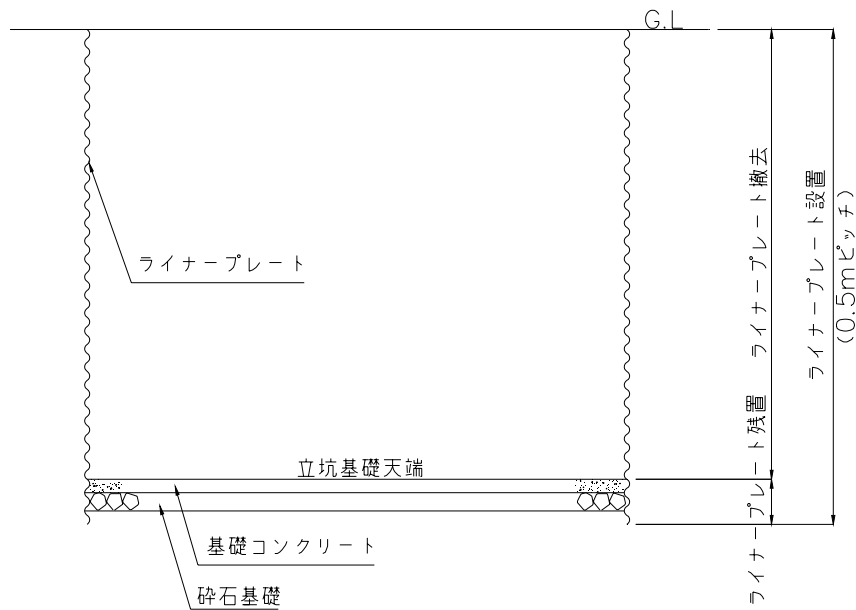 G.L
ライナープレート
立坑基礎天端
基礎コンクリート
砕石基礎
ライナープレート撤去
ライナープレート残置
ライナープレート設置
(0.5mピッチ)